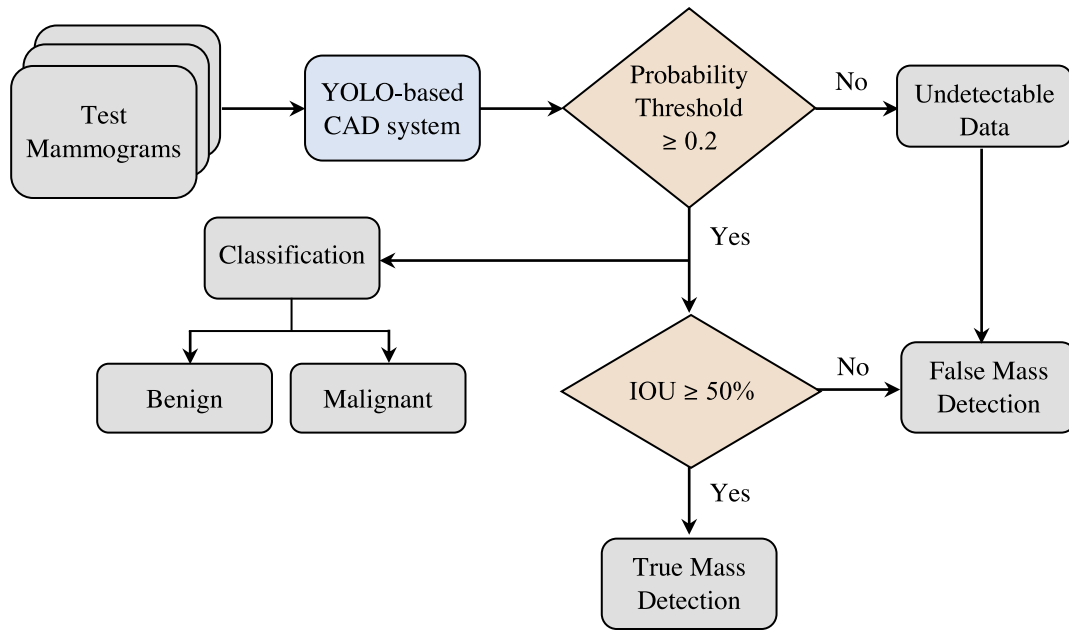 Test
Mammograms
YOLO-based
CAD system
Probability
Threshold
≥ 0.2
No
Undetectable
Data
Yes
Classification
Benign
Malignant
IOU ≥ 50%
No
False Mass
Detection
Yes
True Mass
Detection